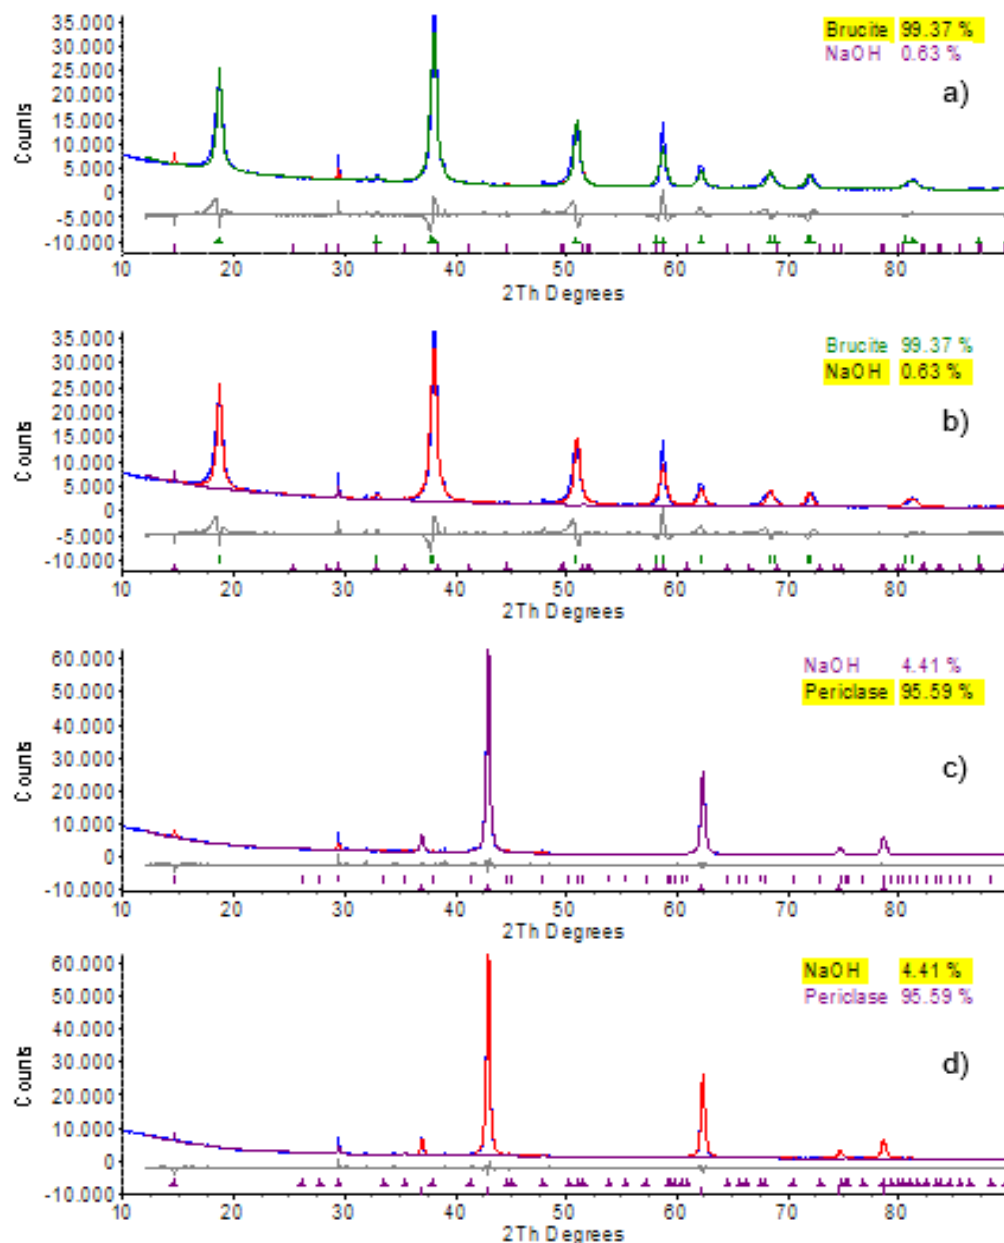 35.000
30.000
25.000
20.000
15.000
10.000
5.000
0
-5.000
-10.000
Counts
Brucite 99.37 %
NaOH 0.63 %
a)
10 20 30 40 50 60 70 80
2Th Degrees
35.000
30.000
25.000
20.000
15.000
10.000
5.000
0
-5.000
-10.000
Counts
Brucite 99.37 %
NaOH 0.63 %
b)
10 20 30 40 50 60 70 80
2Th Degrees
60.000
50.000
40.000
30.000
20.000
10.000
0
-10.000
Counts
NaOH 4.41 %
Periclase 95.59 %
c)
10 20 30 40 50 60 70 80
2Th Degrees
60.000
50.000
40.000
30.000
20.000
10.000
0
-10.000
Counts
NaOH 4.41 %
Periclase 95.59 %
d)
10 20 30 40 50 60 70 80
2Th Degrees